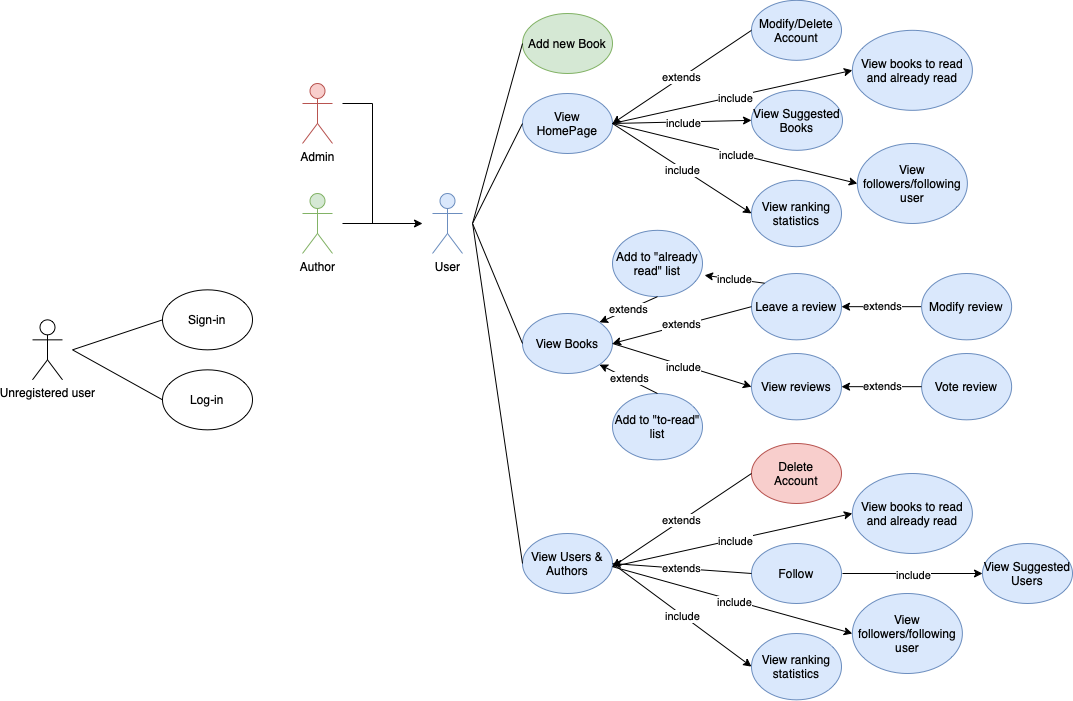 Modify/Delete
Account
Add new Book
View books to read
and already read
extends
include
View
HomePage
View Suggested
Books
include
include
View
followers/following
user
include
View ranking
statistics
Admin
Author
User
Add to "already
read" list
include
Leave a review
extends
Modify review
extends
extends
View Books
include
View reviews
extends
Vote review
extends
Add to "to-read"
list
Sign-in
Log-in
Unregistered user
Delete
Account
View books to read
and already read
extends
include
View Users &
Authors
extends
Follow
include
View Suggested
Users
include
View
followers/following
user
include
View ranking
statistics